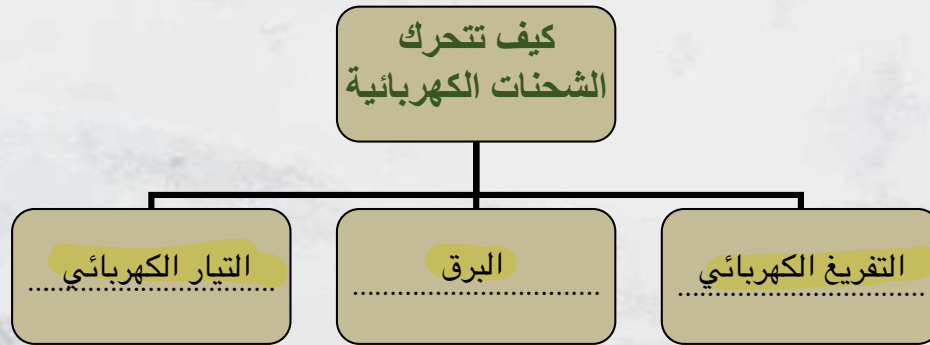 كيف تتحرك
الشحنات الكهربائية
التفريغ الكهربائي
البرق
التيار الكهربائي